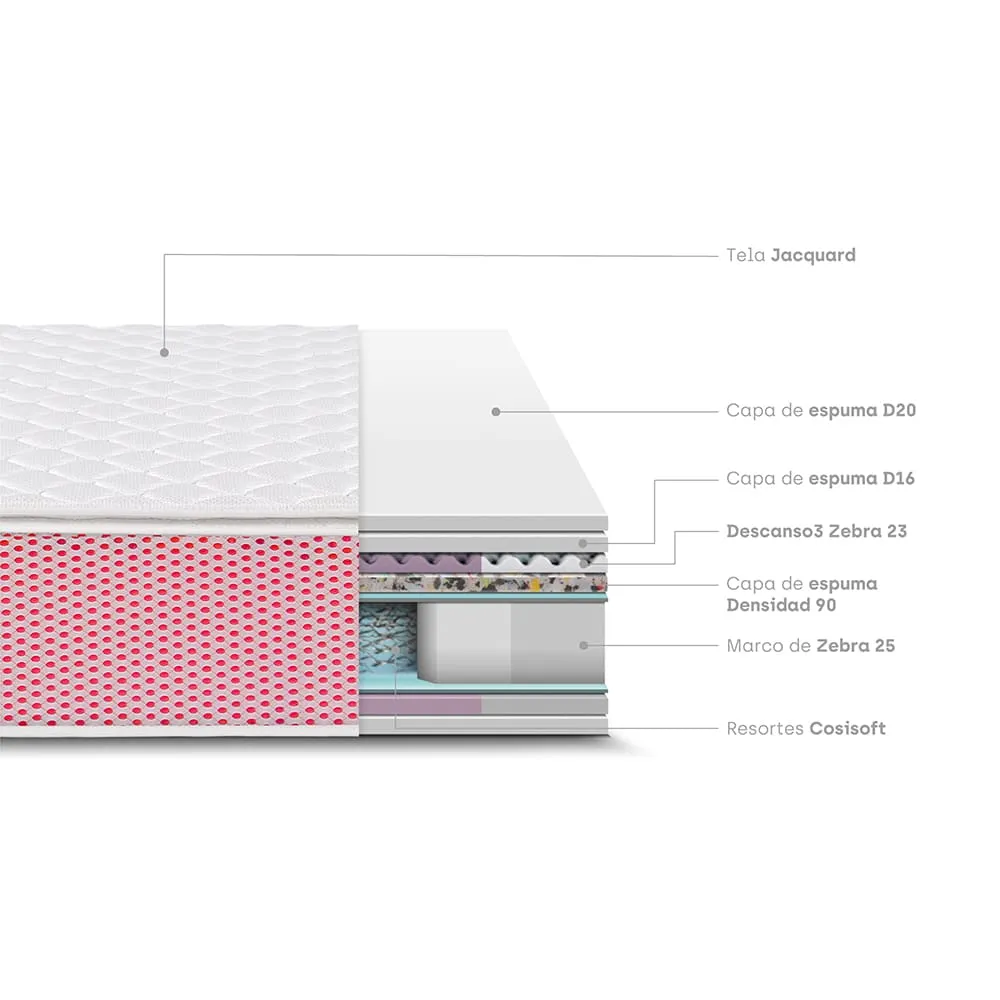 Tela Jacquard
Capa de espuma D20
Capa de espuma D16
Descanso3 Zebra 23
Capa de espuma
Densidad 90
Marco de Zebra 25
Resortes Cosisoft